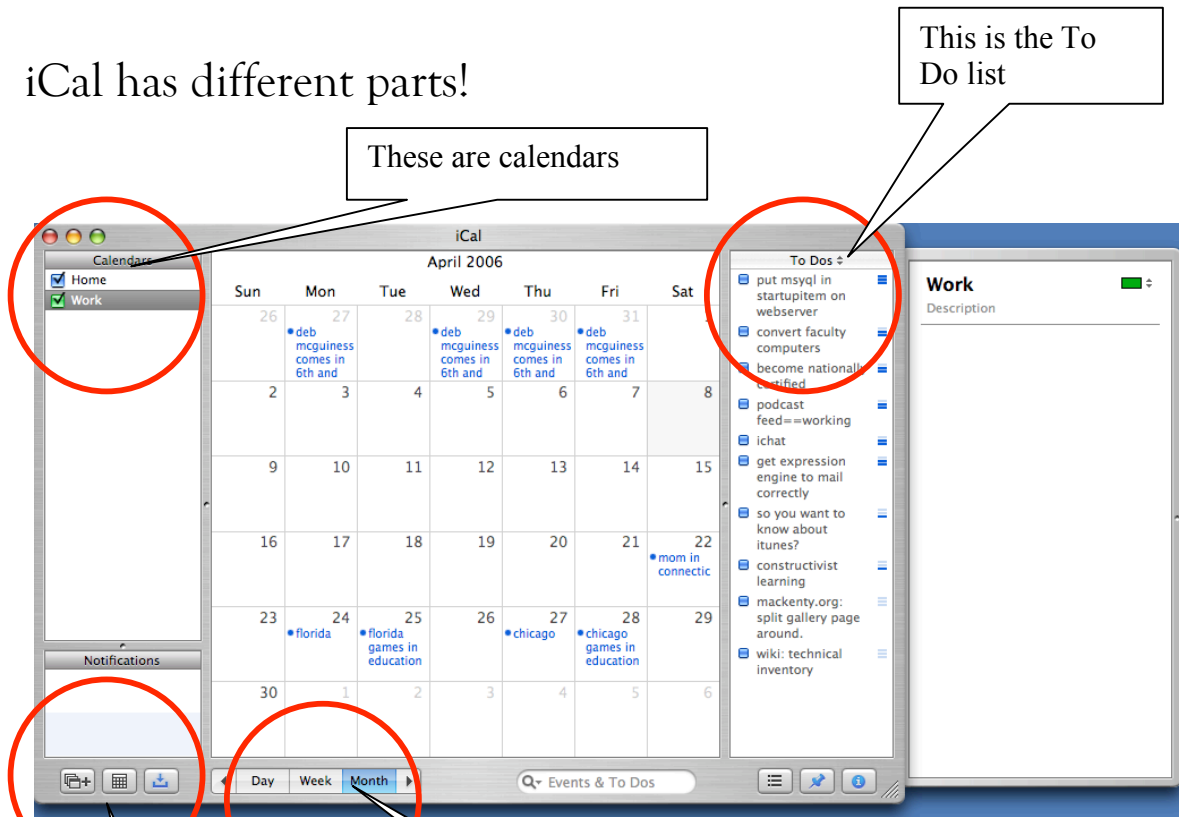 This is the To
Do list
iCal has different parts!
These are calendars
iCal
Calendars
Home
Work
April 2006
Sun Mon Tue Wed Thu Fri Sat
26 27 28 29 30 31
deb deb deb deb
mcguiness mcguiness mcguiness mcguiness
comes in comes in comes in comes in
6th and 6th and 6th and 6th and
2 3 4 5 6 7 8
9 10 11 12 13 14 15
16 17 18 19 20 21 22
mom in
connectic
23 24 25 26 27 28 29
florida florida chicago chicago
games in games in
education education
30 1 2 3 4 5 6
To Dos
put msyql in
startupitem on
webserver
convert faculty
computers
become nationally
certified
podcast
feed==working
ichat
get expression
engine to mail
correctly
so you want to
know about
itunes?
constructivist
learning
mackenty.org:
split gallery page
around.
wiki: technical
inventory
Work
Description
Notifications
Day Week Month
Events & To Dos